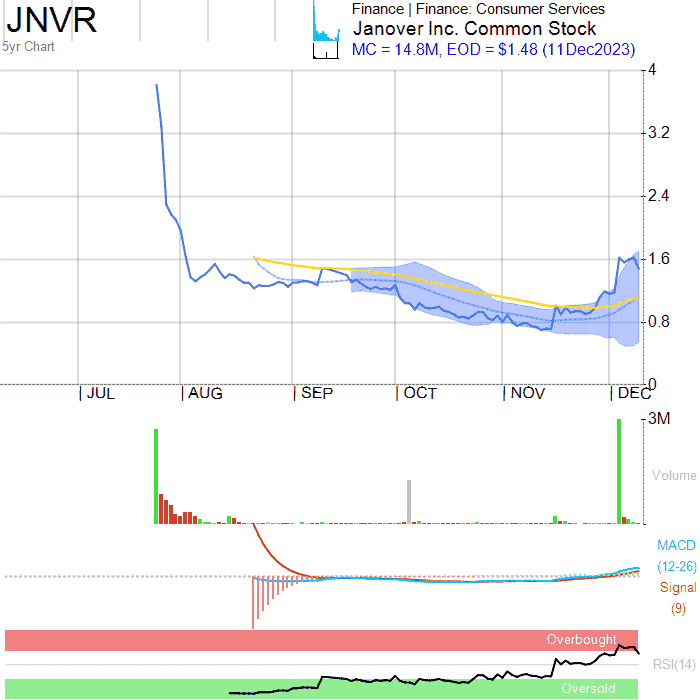 JNVR
5yr Chart
Finance | Finance: Consumer Services
Janover Inc. Common Stock
MC = 14.8M, EOD = $1.48 (11Dec2023)
4
3.2
2.4
1.6
0.8
0
JUL AUG SEP OCT NOV DEC
3M
Volume
MACD
(12-26)
Signal
(9)
Overbought
RSI(14)
Oversold